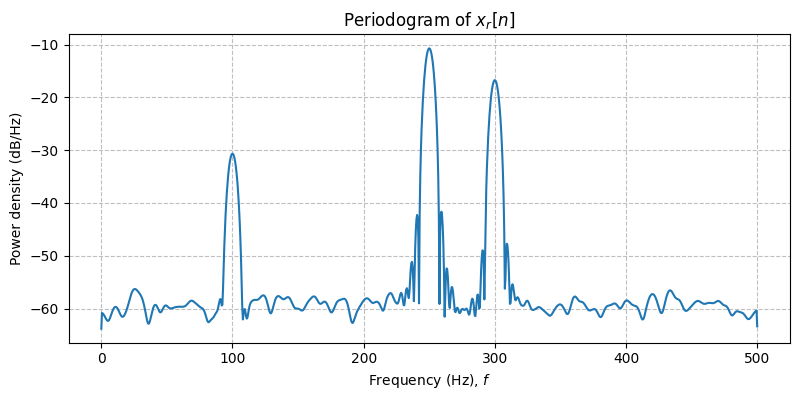 Periodogram of $x_r[n]$
Power density (dB/Hz)
−10
−20
−30
−40
−50
−60
0 100 200 300 400 500
Frequency (Hz), $f$